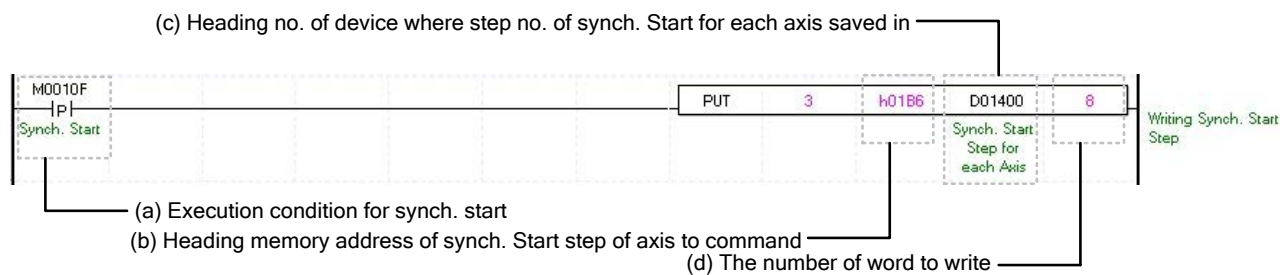 (c) Heading no. of device where step no. of synch. Start for each axis saved in
M0010F
P
Synch. Start
PUT 3 h01B6 D01400 8
Synch. Start
Step for
each Axis
Writing Synch. Start
Step
(a) Execution condition for synch. start
(b) Heading memory address of synch. Start step of axis to command
(d) The number of word to write